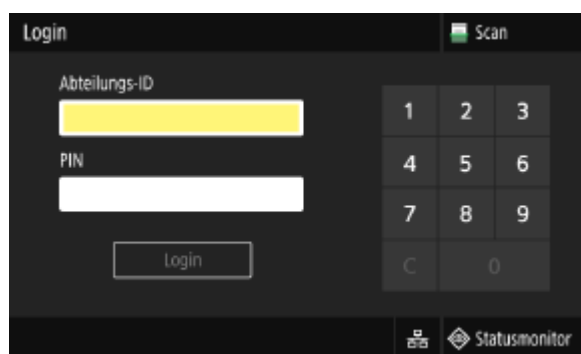 Login
Scan
Abteilungs-ID
1 2 3
PIN
4 5 6
7 8 9
Login
C 0
Statusmonitor